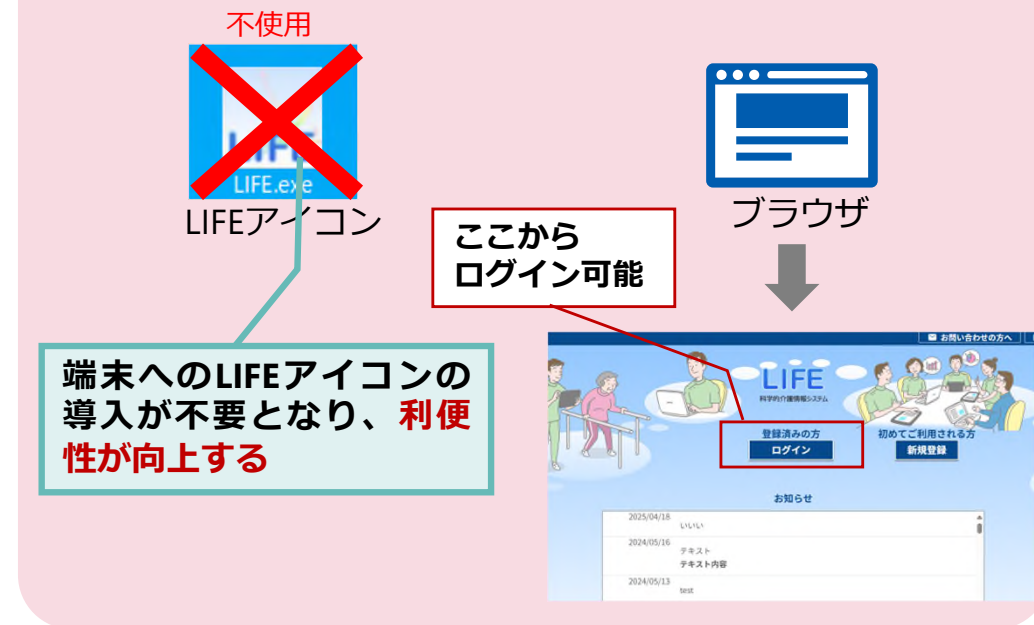 不使用
LIFE
LIFE.exe
LIFEアイコン
ブラウザ
ここから
ログイン可能
端末へのLIFEアイコンの
導入が不要となり、利便
性が向上する
お問い合わせの方へ
LIFE
科学的介護情報システム
登録済みの方
ログイン
初めてご利用される方
新規登録
お知らせ
2025/04/18
いいい
2024/05/16
テキスト
テキスト内容
2024/05/13
test